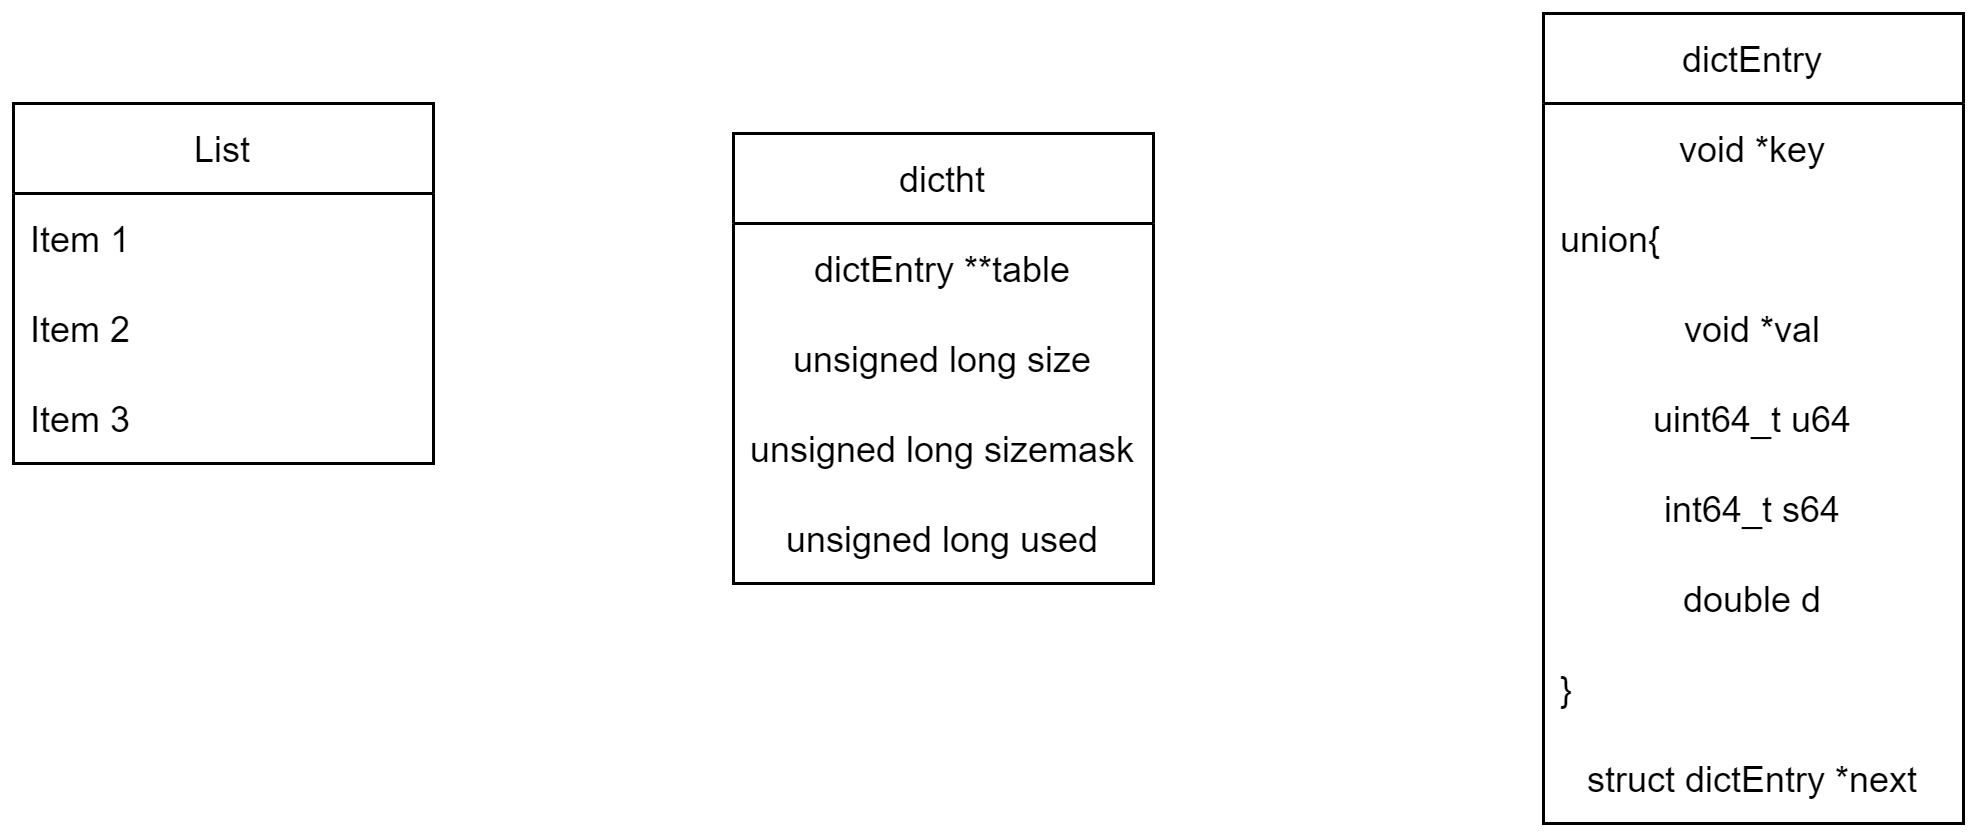 List
Item 1
Item 2
Item 3
dictht
dictEntry **table
unsigned long size
unsigned long sizemask
unsigned long used
dictEntry
void *key
union{
void *val
uint64_t u64
int64_t s64
double d
}
struct dictEntry *next